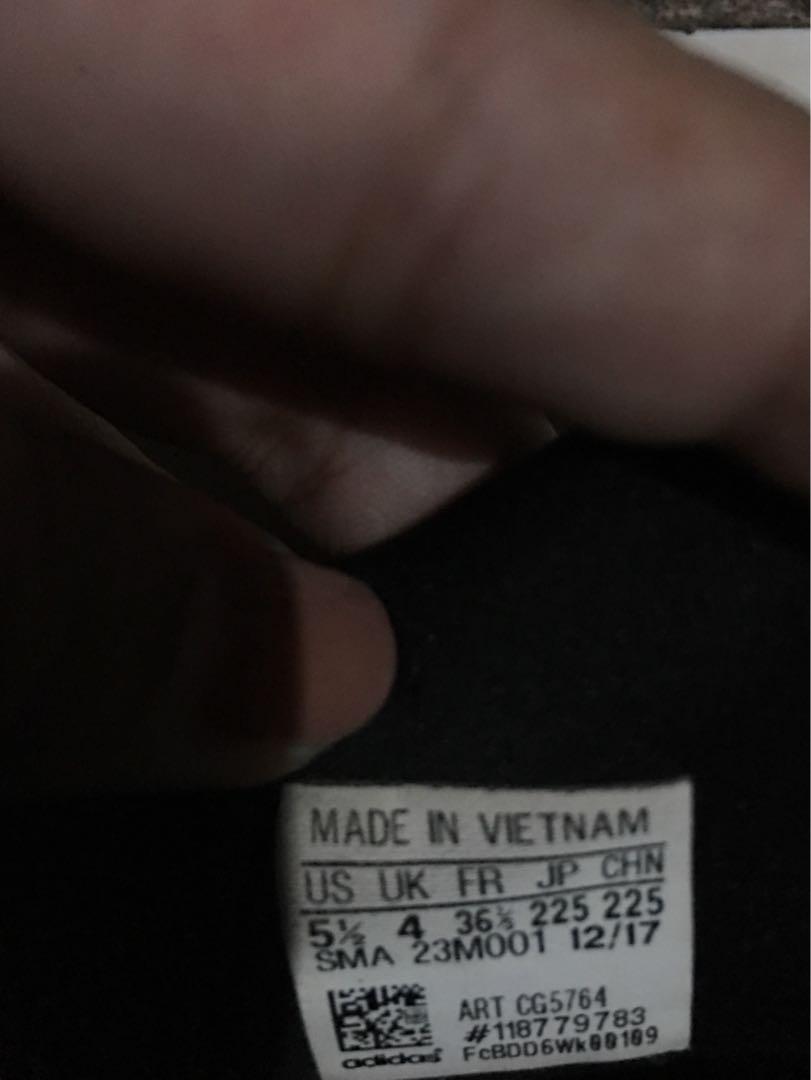 MADE IN VIETNAM
US UK FR JP CHN
5½ 4 36⅔ 225 225
SMA 23M001 12/17
ART CG5764
#118779783
adidas FcBDD6Wk00109